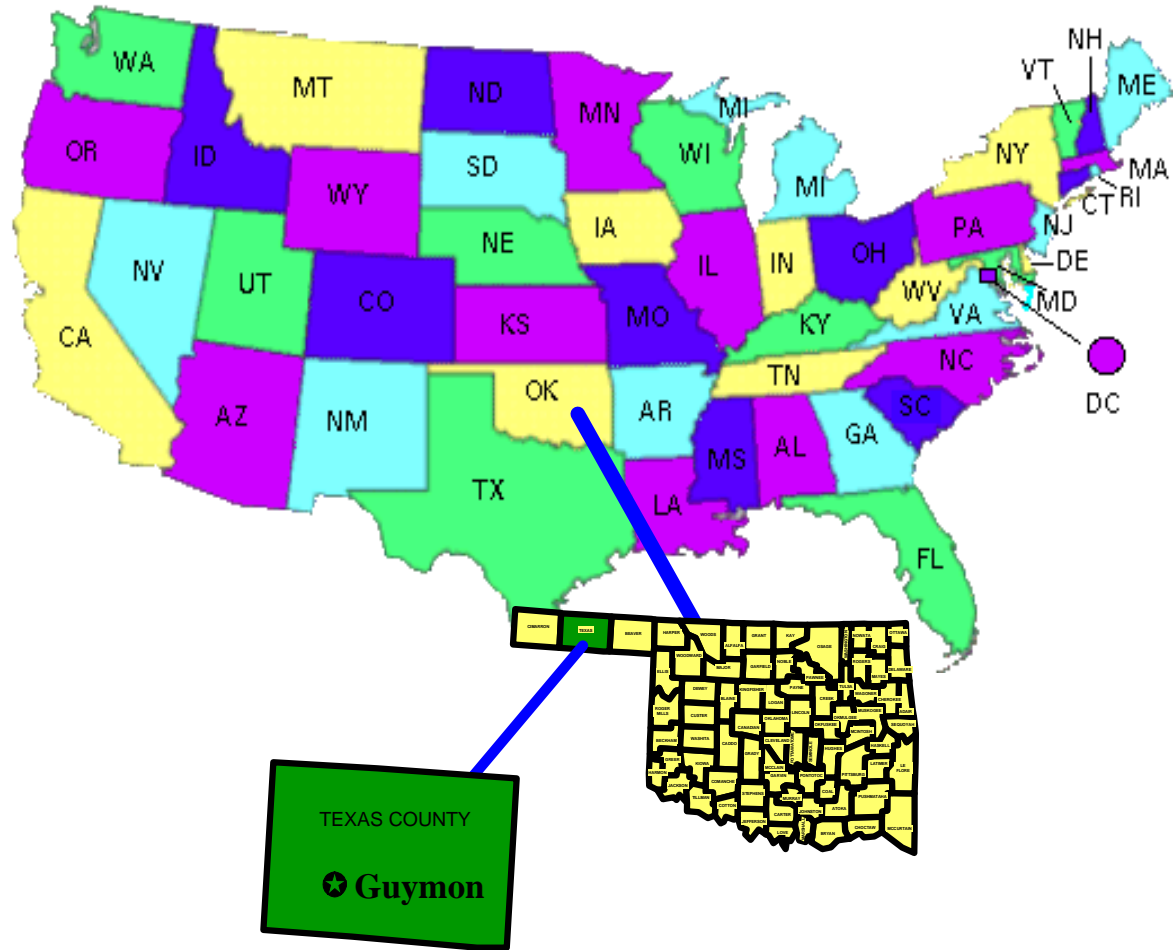 NH
VT
WA
MT
ND
MN
MI
ME
OR
ID
SD
WI
NY
WY
MI
MA
RI
CT
IA
NE
PA
NJ
NV
UT
CO
IL
IN
OH
DE
WV
MD
CA
KS
MO
KY
VA
TN
NC
DC
OK
AR
AZ
NM
SC
GA
MS
AL
TX
LA
FL
CIMARRON
TEXAS
BEAVER
HARPER
WOODS
ALFALFA
GRANT
KAY
OSAGE
NOWATA
CRAIG
OTTAWA
ELLIS
WOODWARD
MAJOR
GARFIELD
NOBLE
PAWNEE
ROGERS
MAYES
DELAWARE
DEWEY
BLAINE
KINGFISHER
LOGAN
PAYNE
CREEK
TULSA
WAGONER
CHEROKEE
ADAIR
ROGER
MILLS
CUSTER
CANADIAN
OKLAHOMA
LINCOLN
OKMULGEE
MUSKOGEE
SEQUOYAH
BECKHAM
WASHITA
CADDO
GRADY
CLEVELAND
HUGHES
MCINTOSH
HASKELL
GREER
KIOWA
MCCLAIN
GARVIN
PONTOTOC
PITTSBURG
LATIMER
LE
FLORE
HARMON
JACKSON
TILLMAN
COMANCHE
COTTON
STEPHENS
MURRAY
COAL
ATOKA
PUSHMATAHA
JEFFERSON
CARTER
LOVE
JOHNSTON
BRYAN
CHOCTAW
MCCURTAIN
TEXAS COUNTY
Guymon